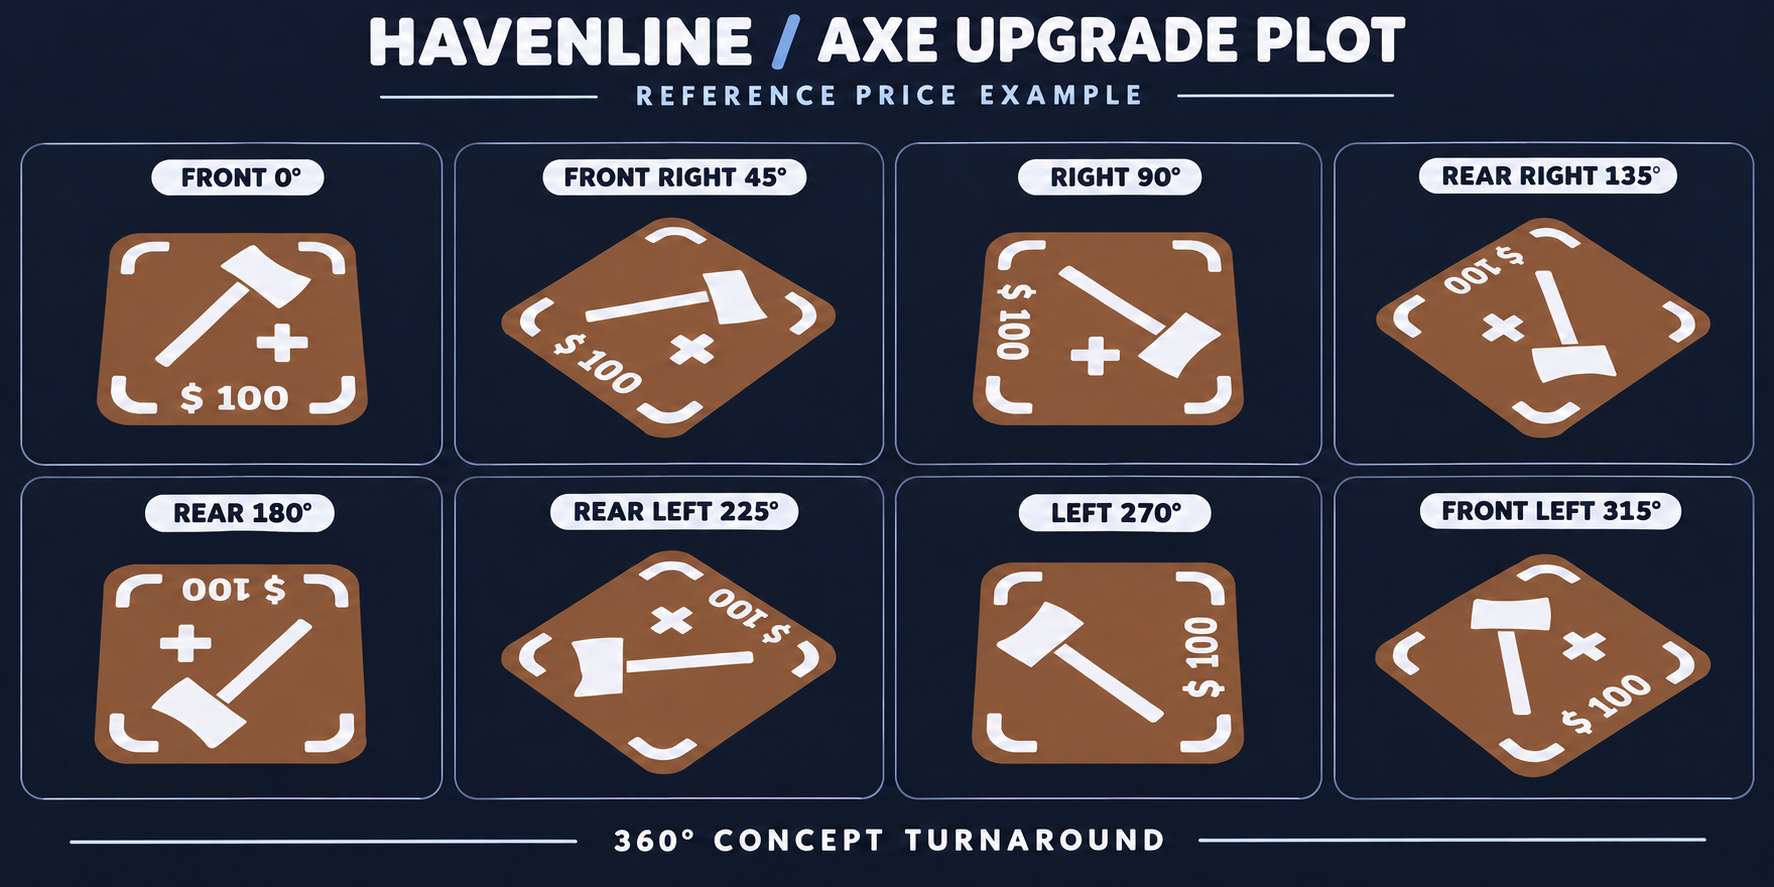 HAVENLINE / AXE UPGRADE PLOT
REFERENCE PRICE EXAMPLE
FRONT 0°
$ 100
FRONT RIGHT 45°
$ 100
RIGHT 90°
$ 100
REAR RIGHT 135°
$ 100
REAR 180°
$ 100
REAR LEFT 225°
$ 100
LEFT 270°
$ 100
FRONT LEFT 315°
$ 100
360° CONCEPT TURNAROUND